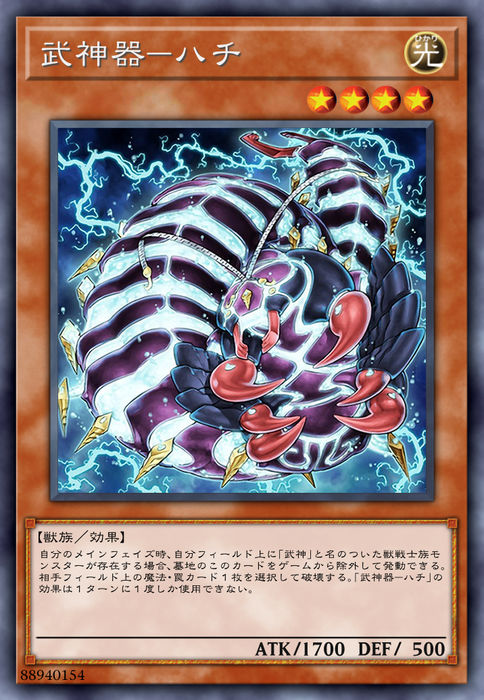 武神器－ハチ
ひかり
光
【獣族／効果】
自分のメインフェイズ時、自分フィールド上に「武神」と名のついた獣戦士族モ
ンスターが存在する場合、墓地のこのカードをゲームから除外して発動できる。
相手フィールド上の魔法・罠カード１枚を選択して破壊する。「武神器－ハチ」の
効果は１ターンに１度しか使用できない。
ATK/1700 DEF/ 500
88940154